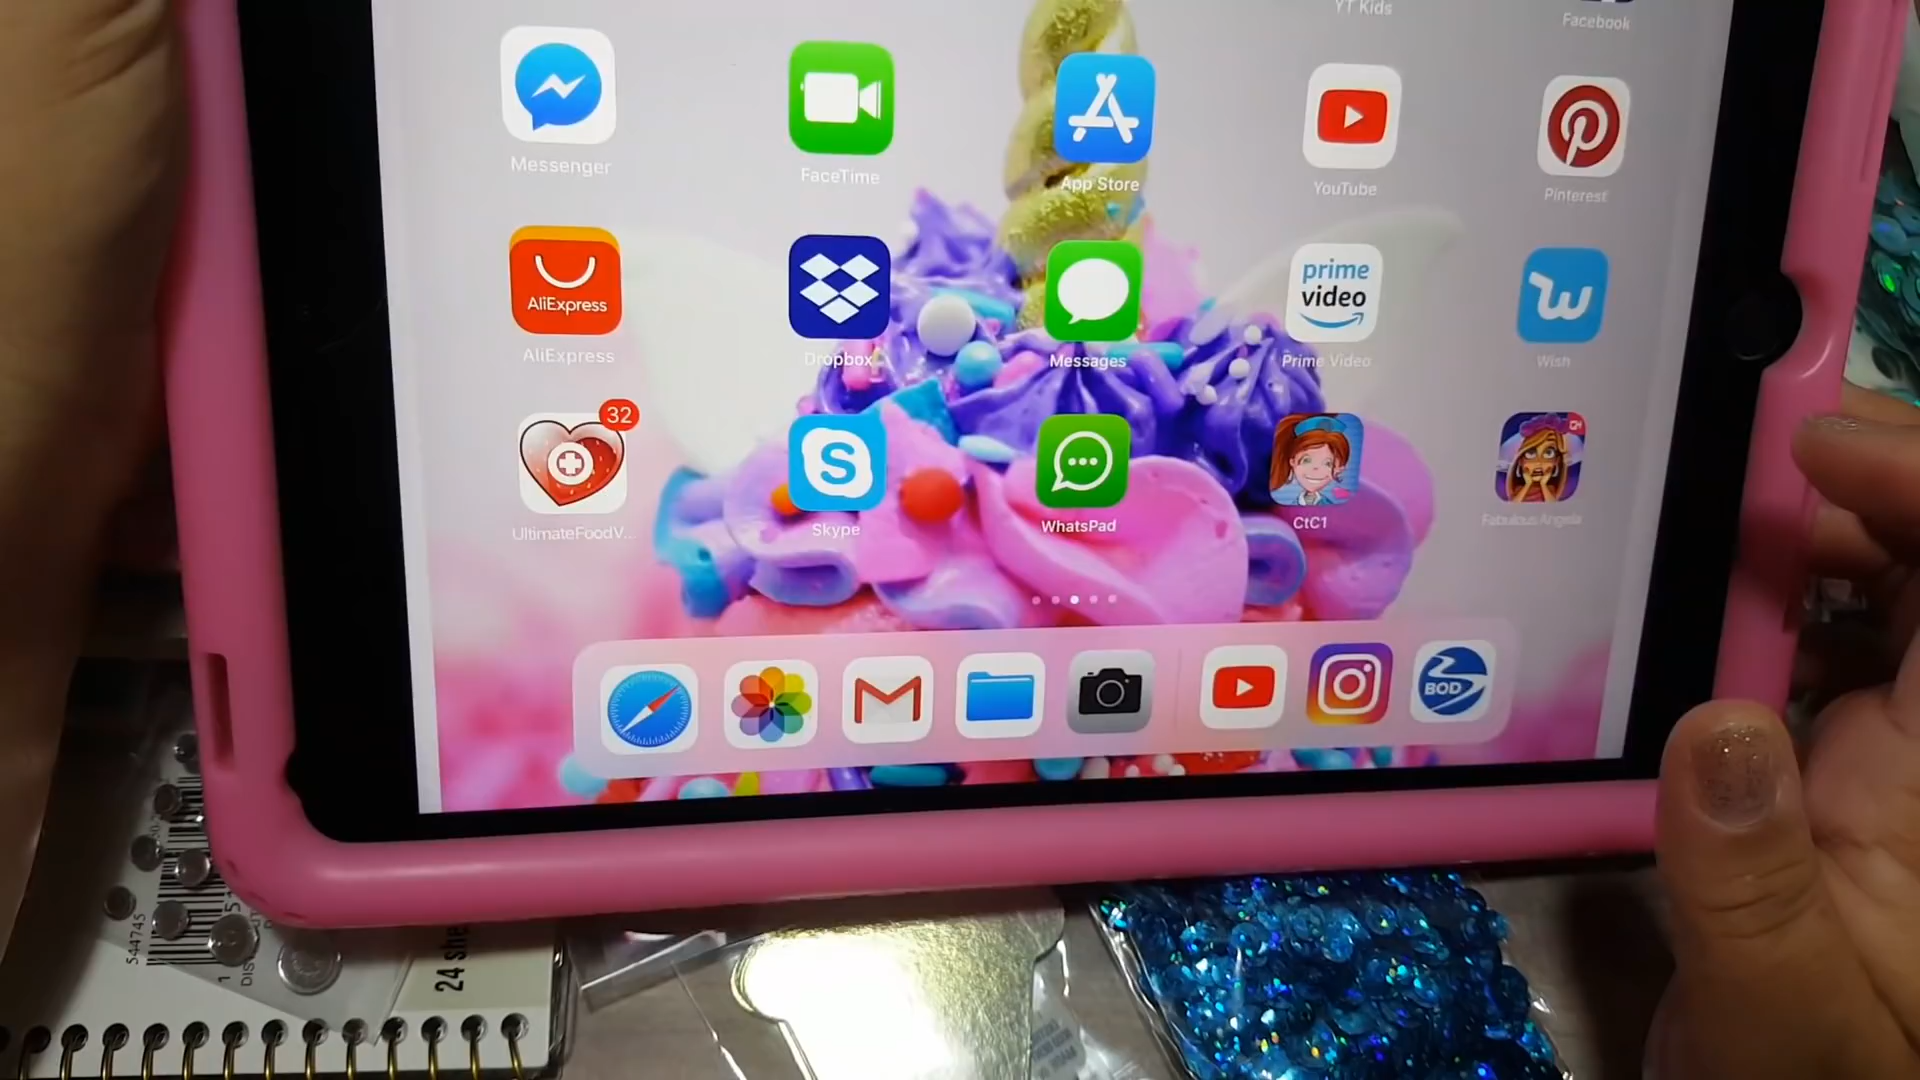 YT Kids
Facebook
Messenger
FaceTime
App Store
YouTube
Pinterest
AliExpress
prime
video
AliExpress
Dropbox
Messages
Prime Video
Wish
32
UltimateFoodV...
Skype
WhatsPad
CtC1
Fabulous Angela
BOD
544745
24 she